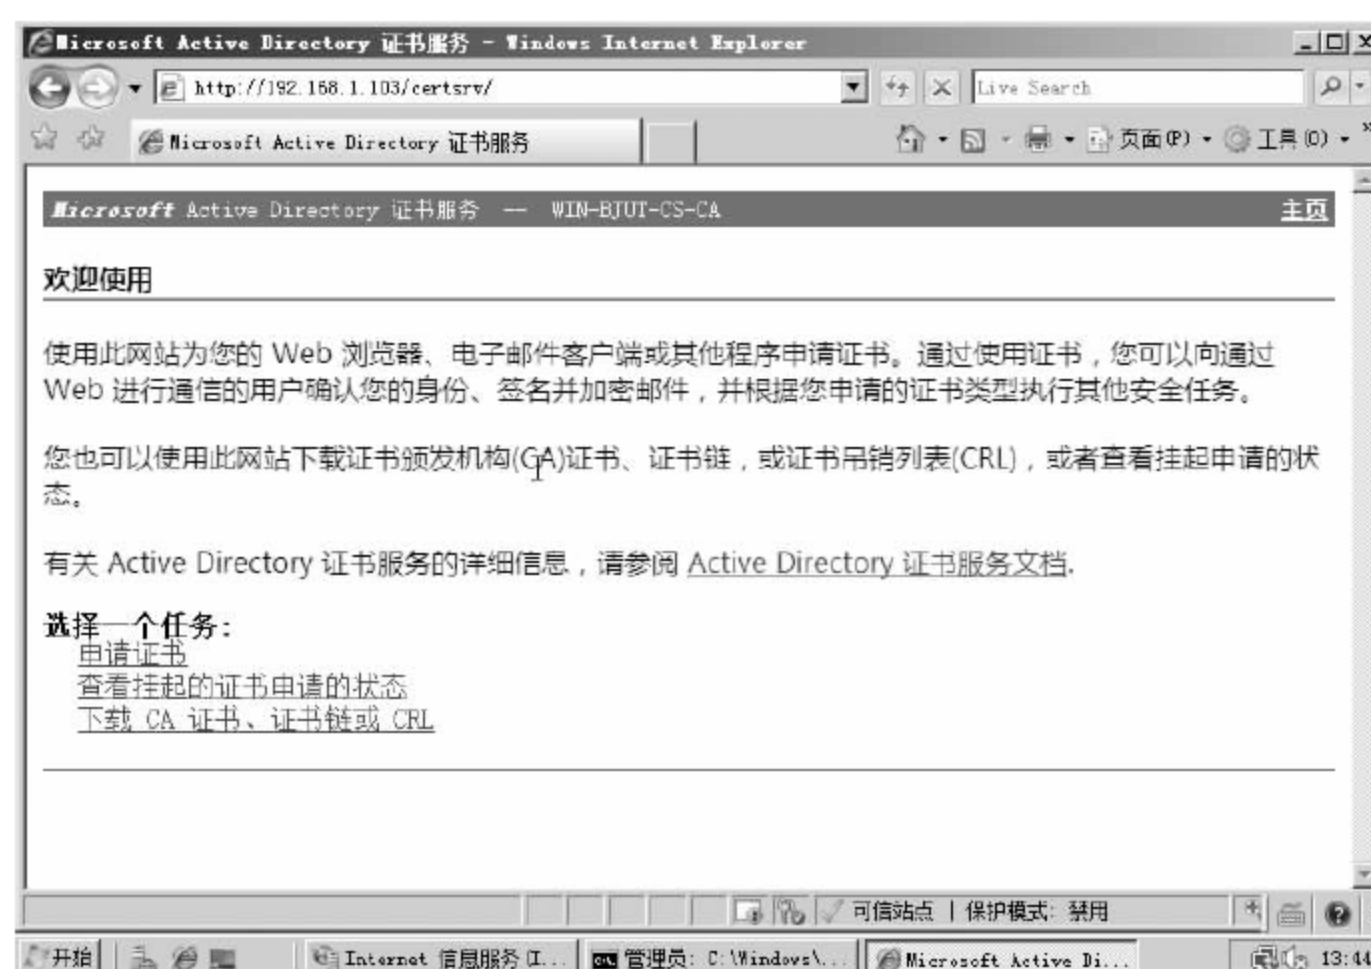 Microsoft Active Directory 证书服务 - Windows Internet Explorer
http://192.168.1.103/certsrv/
Live Search
Microsoft Active Directory 证书服务
页面(P)
工具(O)
Microsoft Active Directory 证书服务 -- WIN-BJUT-CS-CA
主页
欢迎使用
使用此网站为您的 Web 浏览器、电子邮件客户端或其他程序申请证书。通过使用证书，您可以向通过
Web 进行通信的用户确认您的身份、签名并加密邮件，并根据您申请的证书类型执行其他安全任务。
您也可以使用此网站下载证书颁发机构(CA)证书、证书链，或证书吊销列表(CRL)，或者查看挂起申请的状
态。
有关 Active Directory 证书服务的详细信息，请参阅 Active Directory 证书服务文档.
选择一个任务:
申请证书
查看挂起的证书申请的状态
下载 CA 证书、证书链或 CRL
可信站点 | 保护模式: 禁用
开始
Internet 信息服务(I...
管理员: C:\Windows\...
Microsoft Active Di...